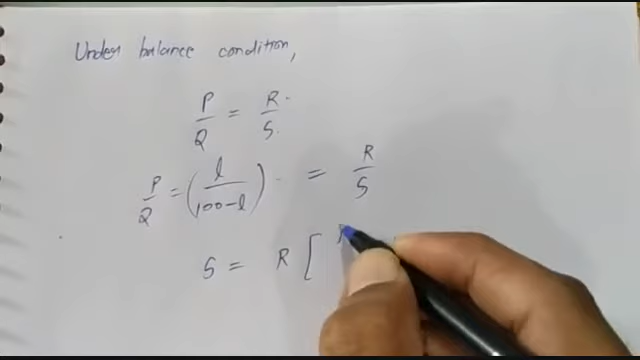 Under balance condition,
P/Q = R/S
P/Q = (l/100-l) = R/S
S = R [